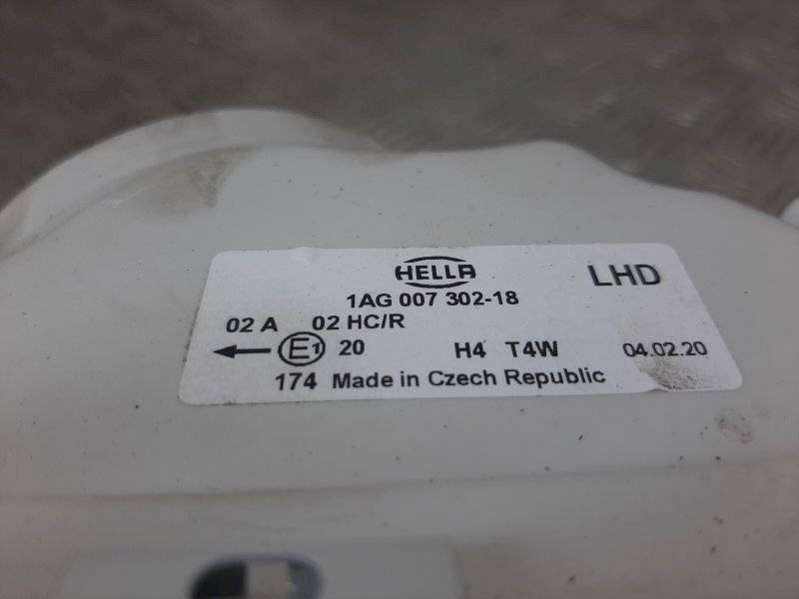 HELLA
LHD
1AG 007 302-18
02 A 02 HC/R
E1 20 H4 T4W 04.02.20
174 Made in Czech Republic